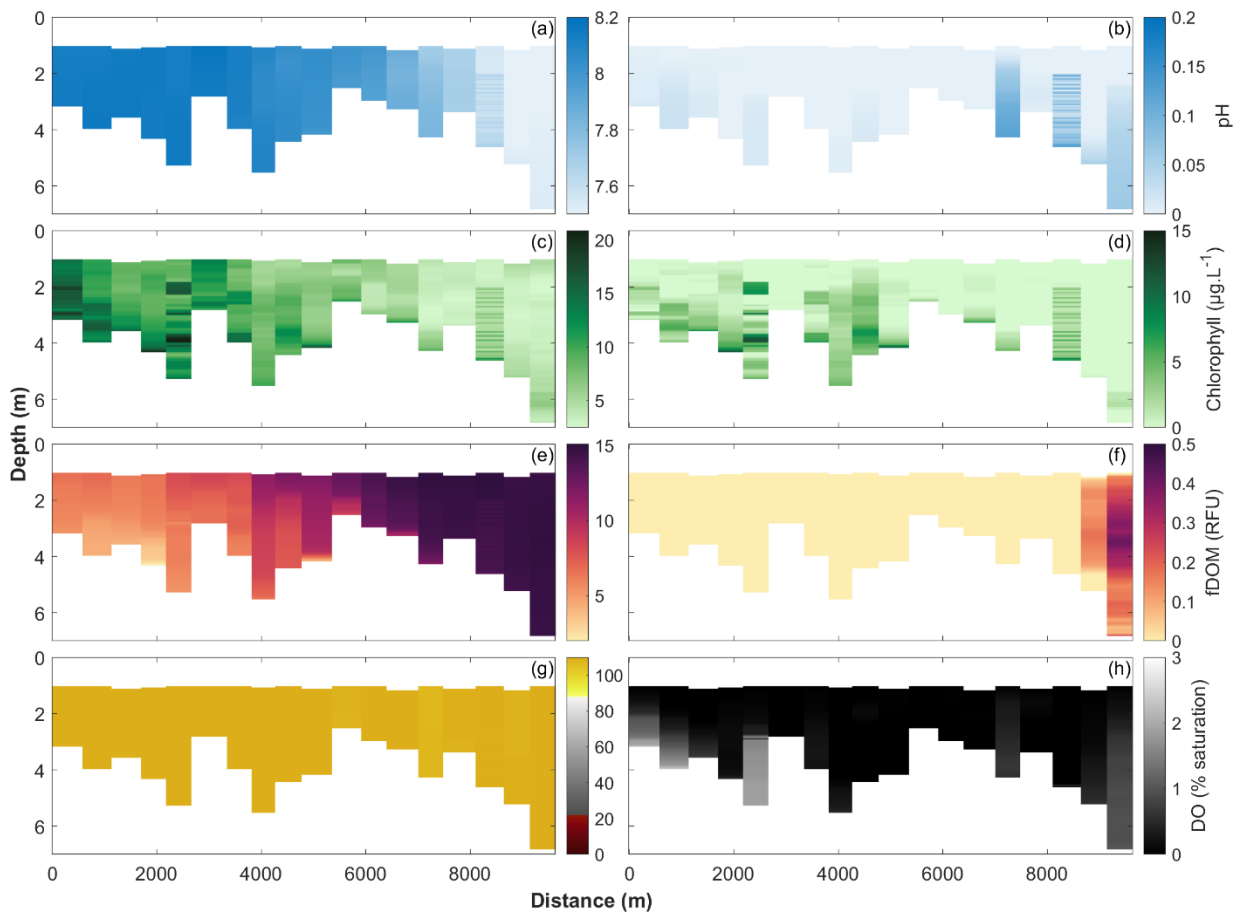 0 (a) 8.2 (b) 0.2
2 8 0.15
4 7.8 0.1 pH
6 7.6 0.05
0
0 (c) 20 (d) 15
2 15 10
4 10 5 Chlorophyll (µg.L⁻¹)
6 5 0
Depth (m)
0 (e) 15 (f) 0.5
2 10 0.4
4 0.3
6 5 0.2 fDOM (RFU)
0.1
0
0 (g) 100 (h) 3
2 80 2
4 60
40 1 DO (% saturation)
6 20
0 0
0 2000 4000 6000 8000 0 2000 4000 6000 8000
Distance (m)